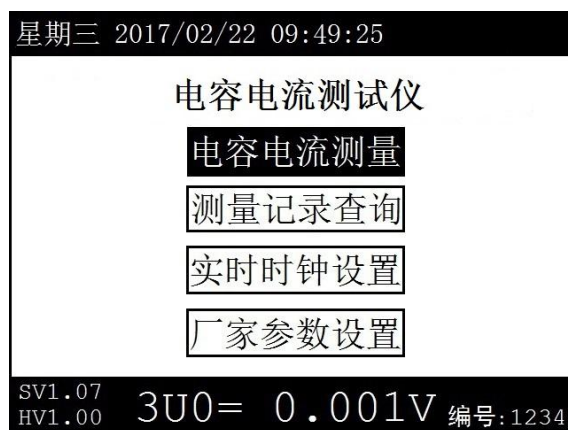 星期三 2017/02/22 09:49:25
电容电流测试仪
电容电流测量
测量记录查询
实时时钟设置
厂家参数设置
SV1.07
HV1.00
3U0= 0.001V
编号:1234